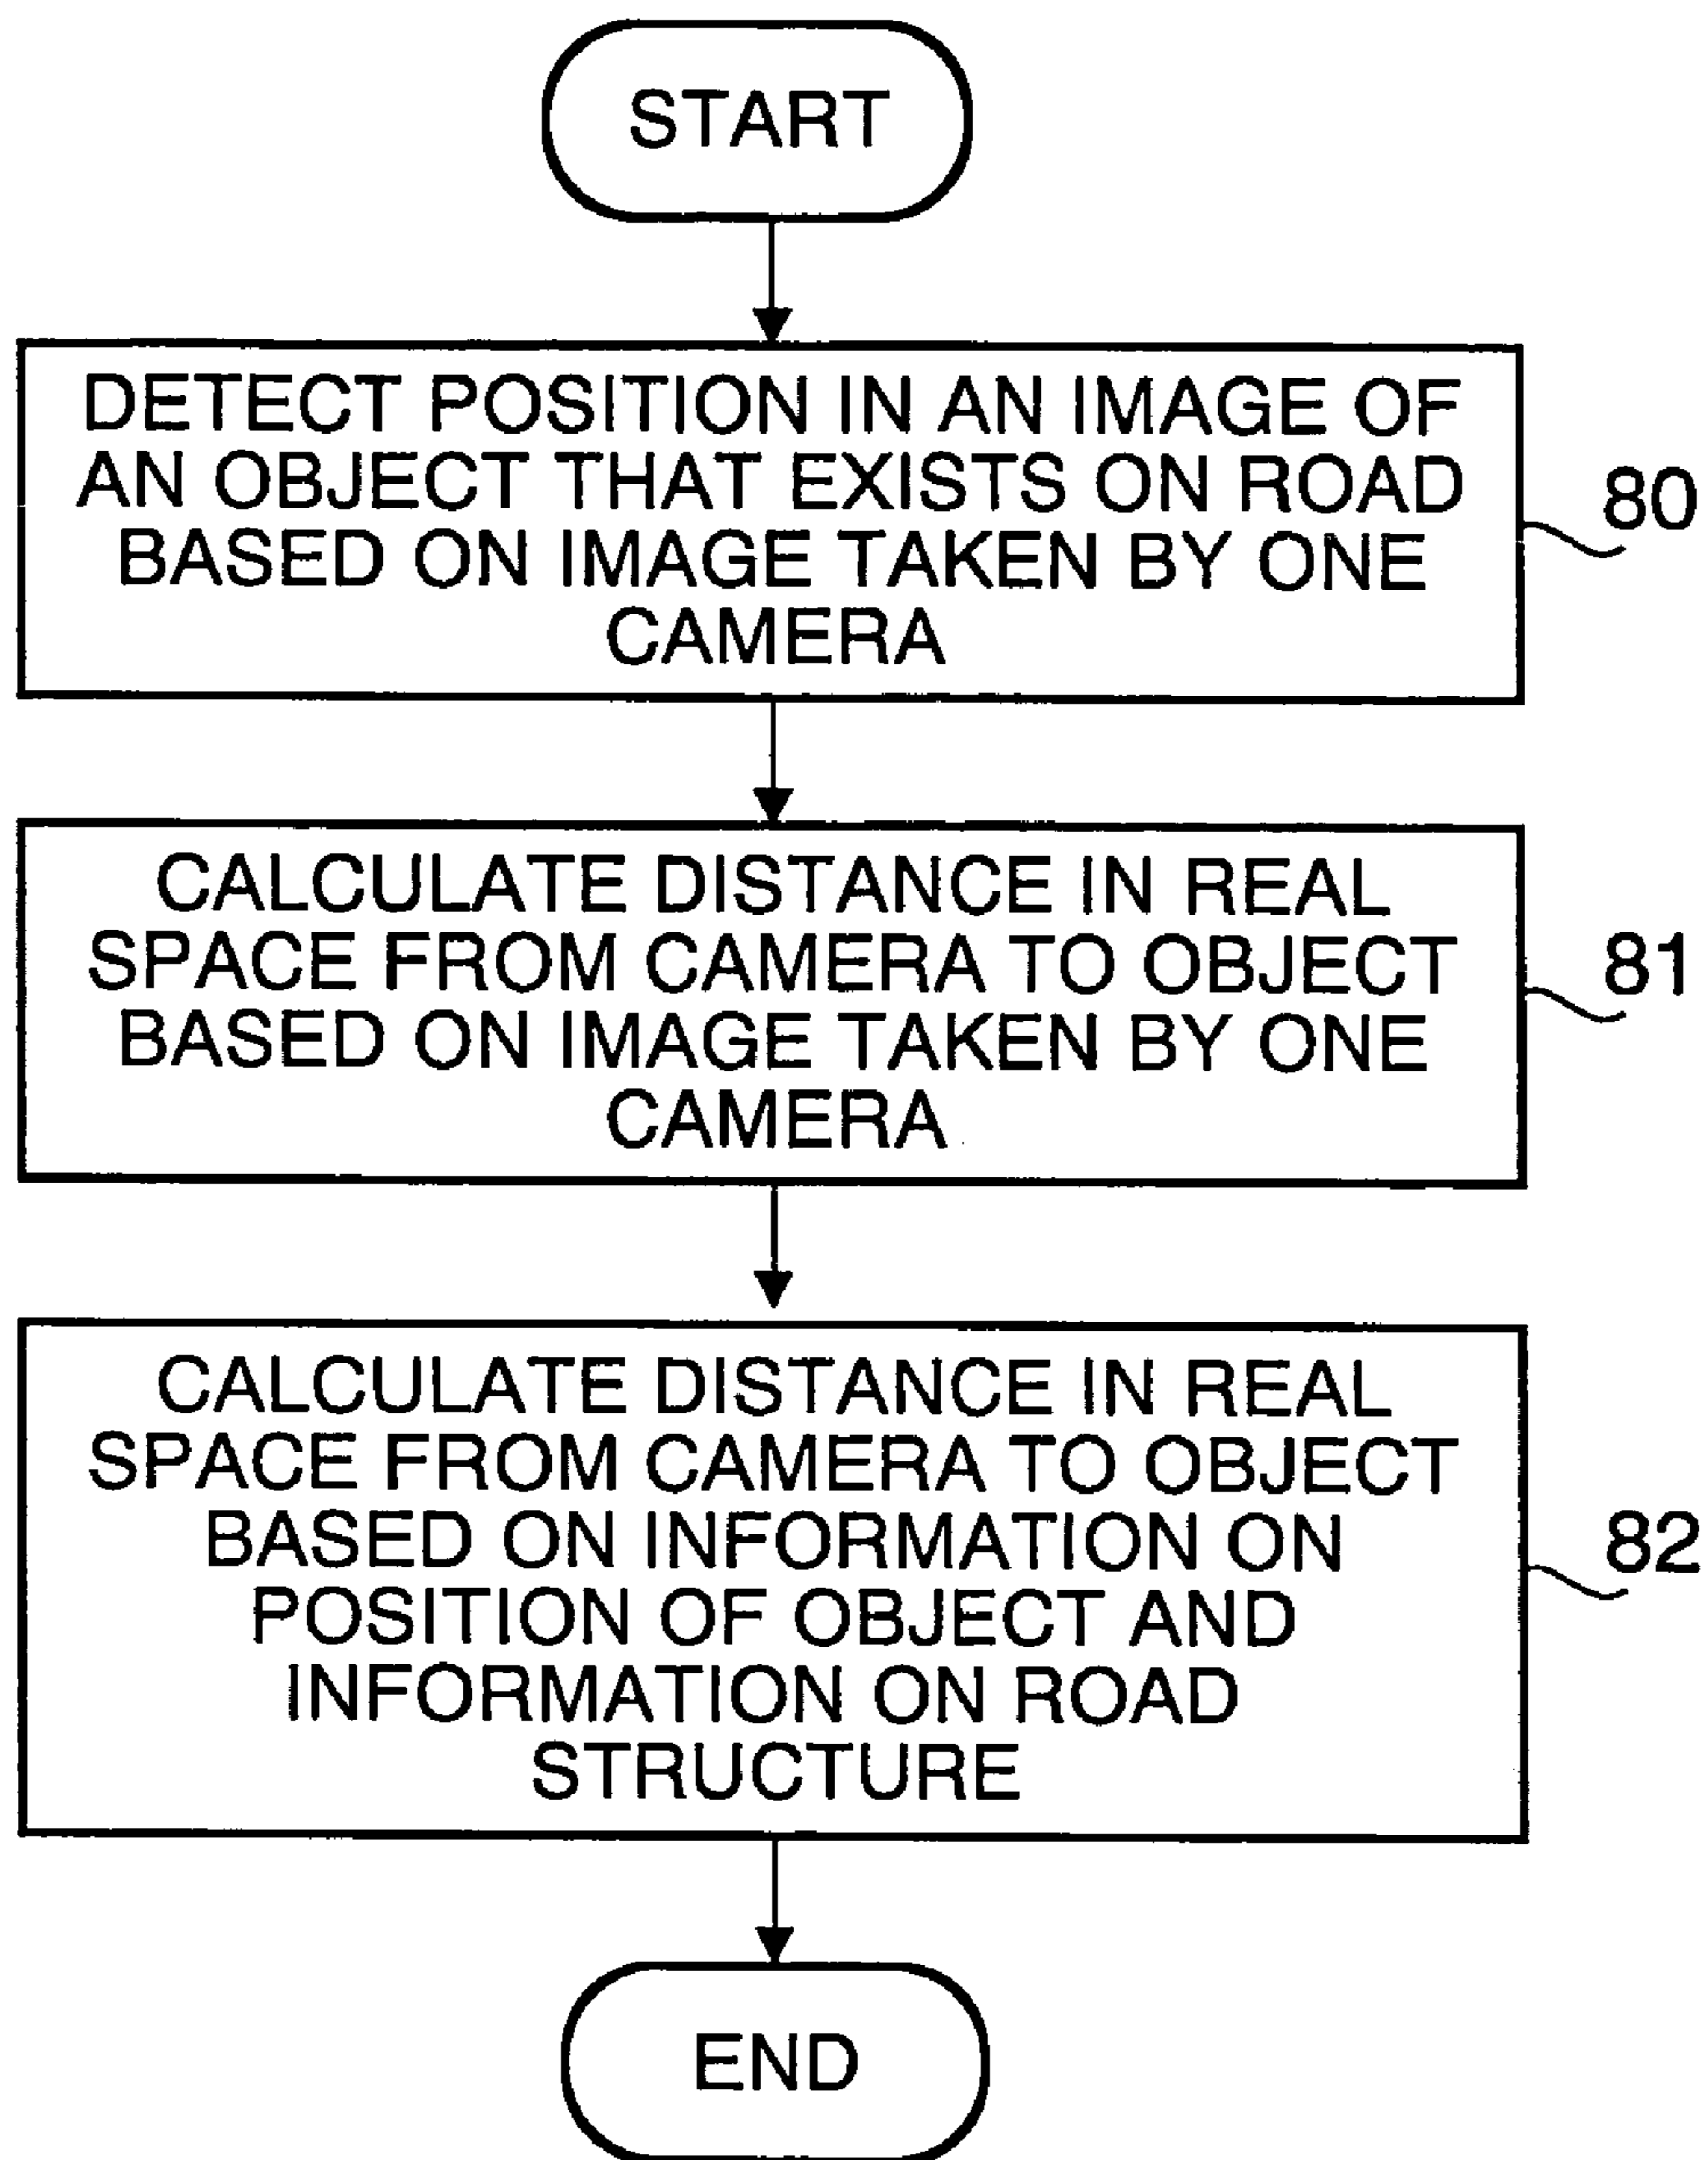 START
DETECT POSITION IN AN IMAGE OF
AN OBJECT THAT EXISTS ON ROAD
BASED ON IMAGE TAKEN BY ONE
CAMERA
80
CALCULATE DISTANCE IN REAL
SPACE FROM CAMERA TO OBJECT
BASED ON IMAGE TAKEN BY ONE
CAMERA
81
CALCULATE DISTANCE IN REAL
SPACE FROM CAMERA TO OBJECT
BASED ON INFORMATION ON
POSITION OF OBJECT AND
INFORMATION ON ROAD
STRUCTURE
82
END